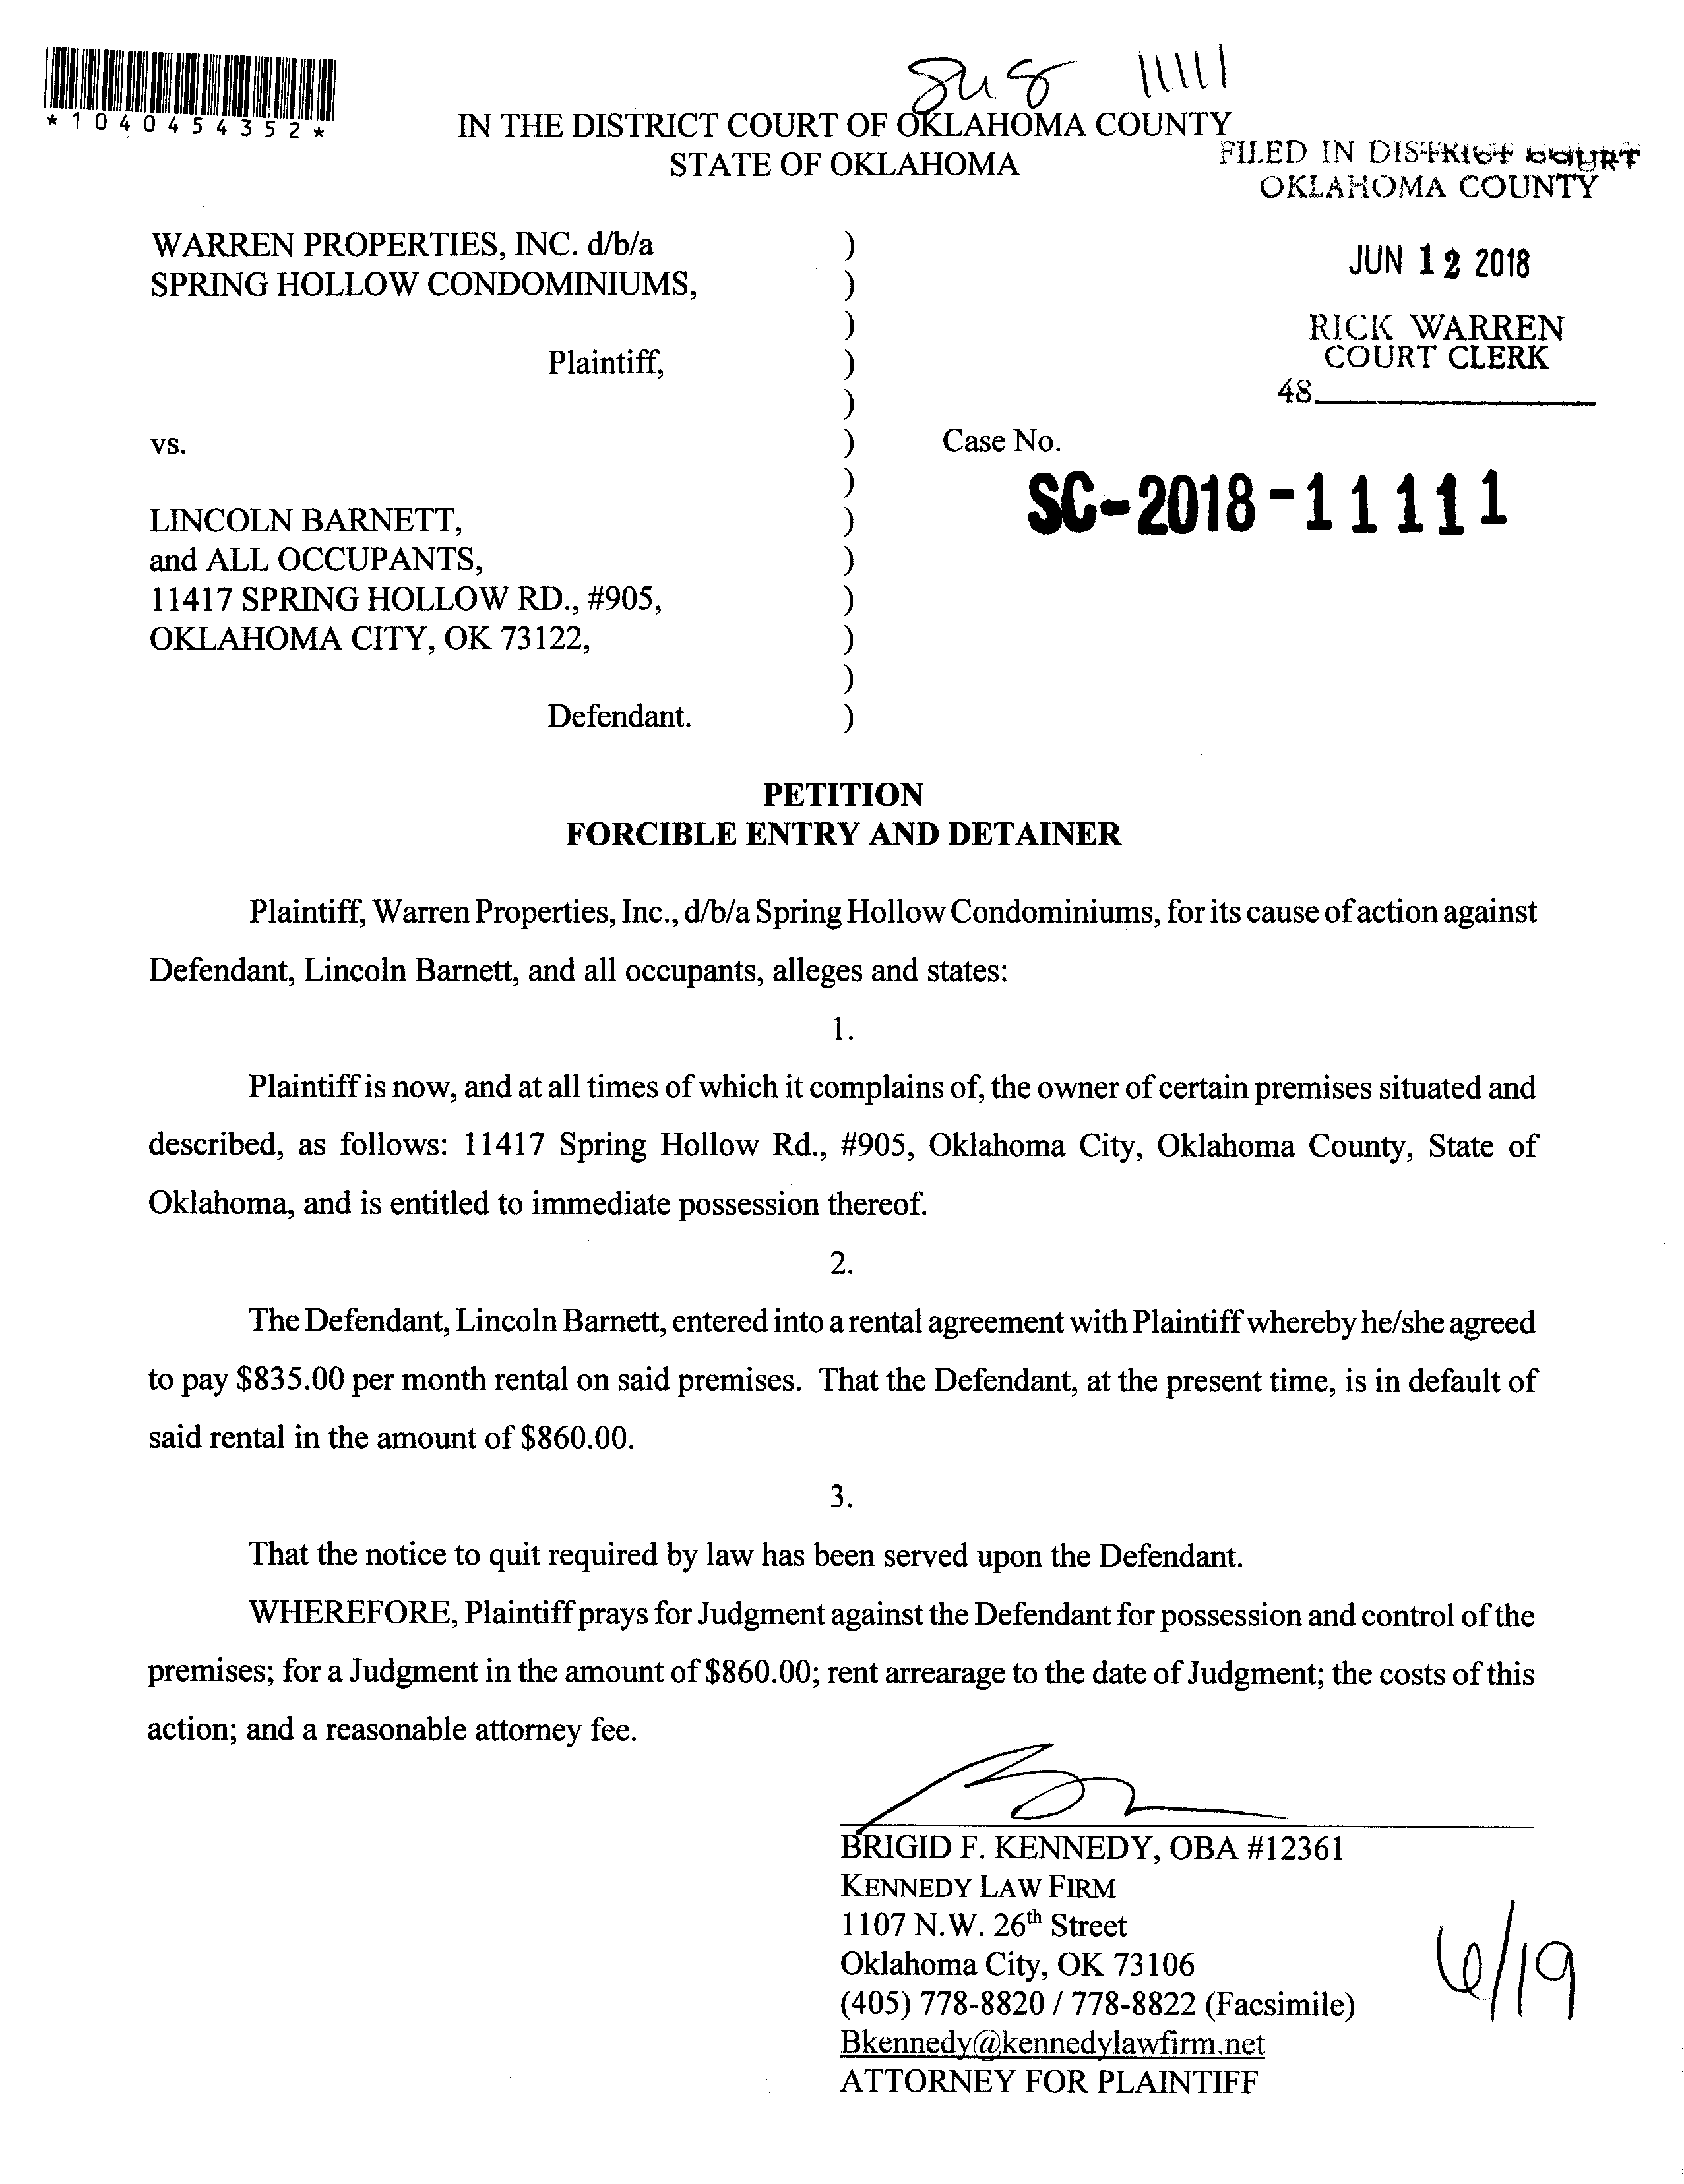 *1040454352*
11111
IN THE DISTRICT COURT OF OKLAHOMA COUNTY
STATE OF OKLAHOMA
FILED IN DISTRICT COURT
OKLAHOMA COUNTY
JUN 12 2018
RICK WARREN
COURT CLERK
48
WARREN PROPERTIES, INC. d/b/a )
SPRING HOLLOW CONDOMINIUMS, )
)
Plaintiff, )
)
vs. )
)
LINCOLN BARNETT, )
and ALL OCCUPANTS, )
11417 SPRING HOLLOW RD., #905, )
OKLAHOMA CITY, OK 73122, )
)
Defendant. )
Case No.
SC-2018-11111
PETITION
FORCIBLE ENTRY AND DETAINER
Plaintiff, Warren Properties, Inc., d/b/a Spring Hollow Condominiums, for its cause of action against
Defendant, Lincoln Barnett, and all occupants, alleges and states:
1.
Plaintiff is now, and at all times of which it complains of, the owner of certain premises situated and
described, as follows: 11417 Spring Hollow Rd., #905, Oklahoma City, Oklahoma County, State of
Oklahoma, and is entitled to immediate possession thereof.
2.
The Defendant, Lincoln Barnett, entered into a rental agreement with Plaintiff whereby he/she agreed
to pay $835.00 per month rental on said premises. That the Defendant, at the present time, is in default of
said rental in the amount of $860.00.
3.
That the notice to quit required by law has been served upon the Defendant.
WHEREFORE, Plaintiff prays for Judgment against the Defendant for possession and control of the
premises; for a Judgment in the amount of $860.00; rent arrearage to the date of Judgment; the costs of this
action; and a reasonable attorney fee.
BRIGID F. KENNEDY, OBA #12361
KENNEDY LAW FIRM
1107 N.W. 26th Street
Oklahoma City, OK 73106
(405) 778-8820 / 778-8822 (Facsimile)
Bkennedy@kennedylawfirm.net
ATTORNEY FOR PLAINTIFF
6/19